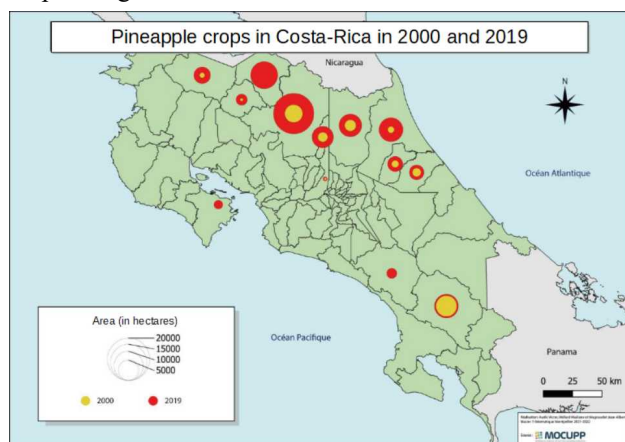 Pineapple crops in Costa-Rica in 2000 and 2019
Nicaragua
N
Océan Atlantique
Océan Pacifique
Panama
Area (in hectares)
20000
15000
10000
5000
2000
2019
0 25 50 km
MOCUPP